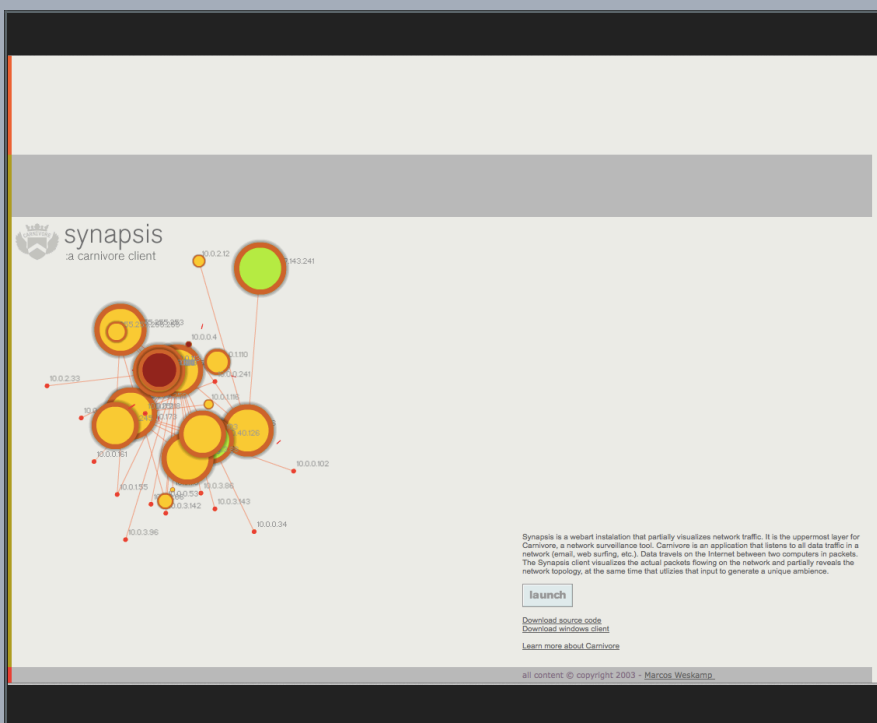 synapsis
:a carnivore client
10.0.2.12
.143.241
10.0.0.4
10.0.2.33
10.0.1.116
10.0.0.161
10.0.0.102
10.0.1.55
10.0.3.96
10.0.3.142
10.0.3.143
10.0.0.34
10.0.3.96
Synapsis is a webart instalation that partially visualizes network traffic. It is the uppermost layer for
Carnivore, a network surveillance tool. Carnivore is an application that listens to all data traffic in a
network (email, web surfing, etc.). Data travels on the Internet between two computers in packets.
The Synapsis client visualizes the actual packets flowing on the network and partially reveals the
network topology, at the same time that utlizies that input to generate a unique ambience.
launch
Download source code
Download windows client
Learn more about Carnivore
all content © copyright 2003 - Marcos Weskamp